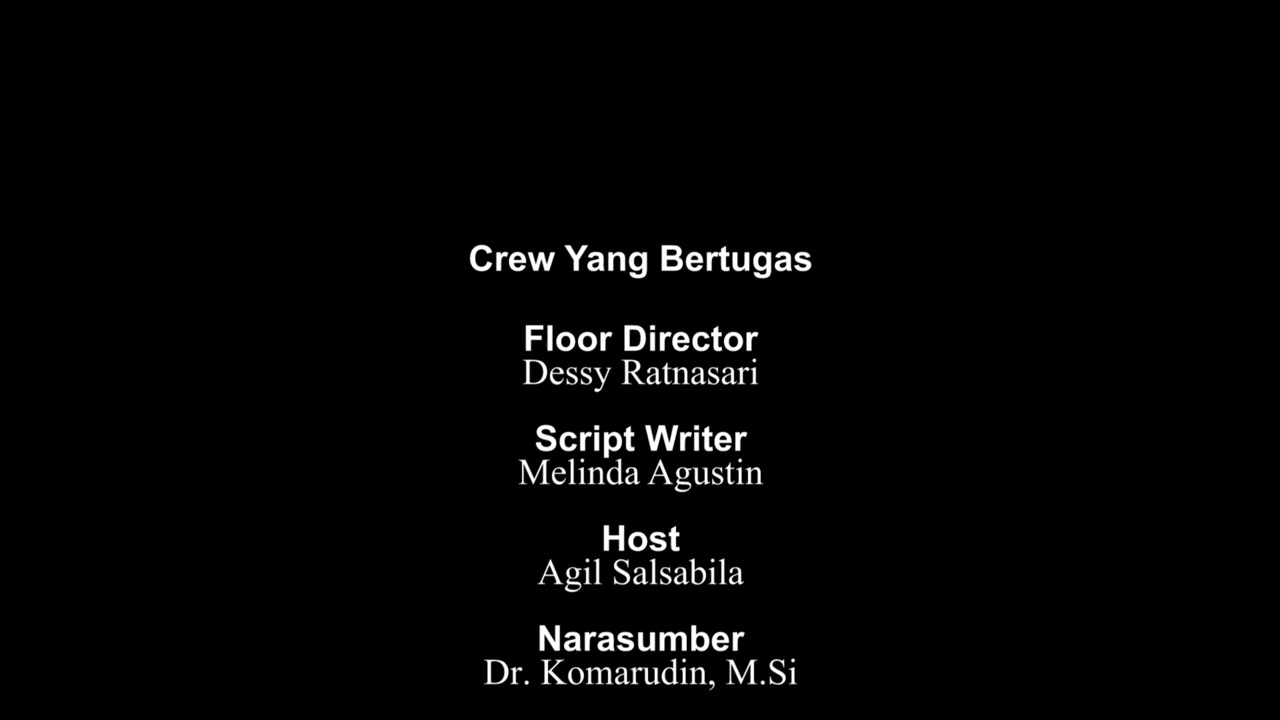 Crew Yang Bertugas
Floor Director
Dessy Ratnasari
Script Writer
Melinda Agustin
Host
Agil Salsabila
Narasumber
Dr. Komarudin, M.Si